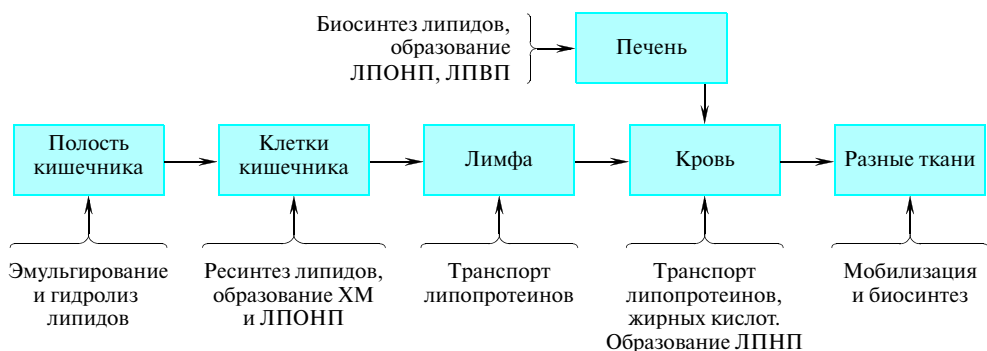 Биосинтез липидов,
образование
ЛПОНП, ЛПВП
Печень
Полость
кишечника
Клетки
кишечника
Лимфа
Кровь
Разные ткани
Эмульгирование
и гидролиз
липидов
Ресинтез липидов,
образование ХМ
и ЛПОНП
Транспорт
липопротеинов
Транспорт
липопротеинов,
жирных кислот.
Образование ЛПНП
Мобилизация
и биосинтез